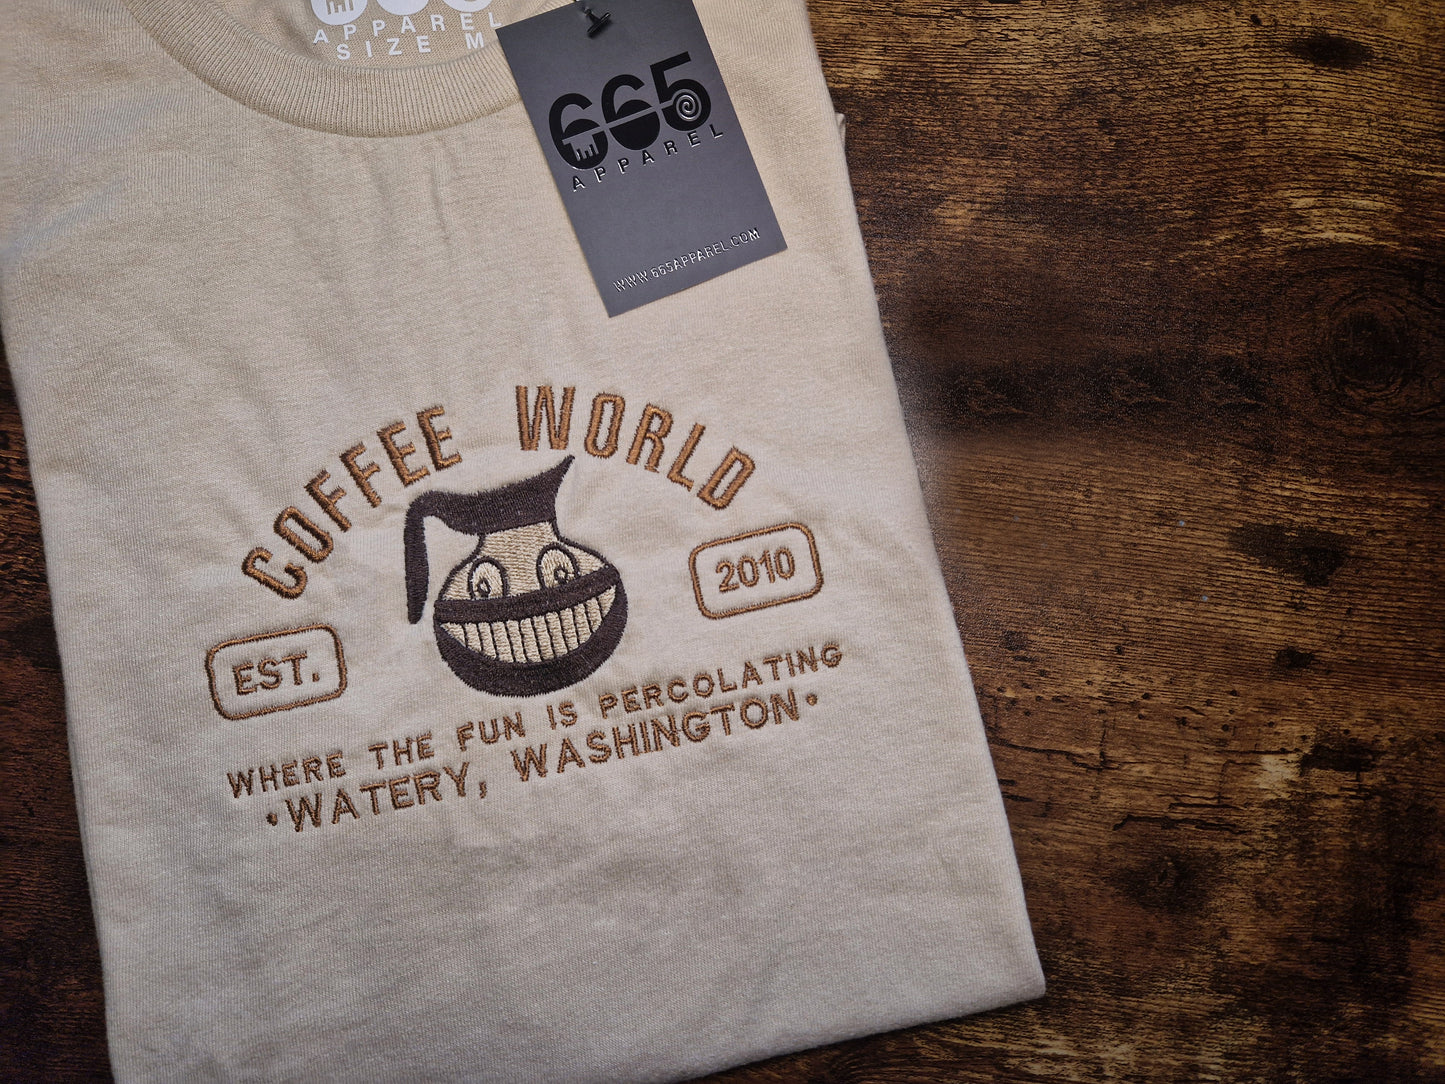 APPAREL
SIZE M
665
APPAREL
WWW.665APPAREL.COM
COFFEE WORLD
EST.
2010
WHERE THE FUN IS PERCOLATING
•WATERY, WASHINGTON•